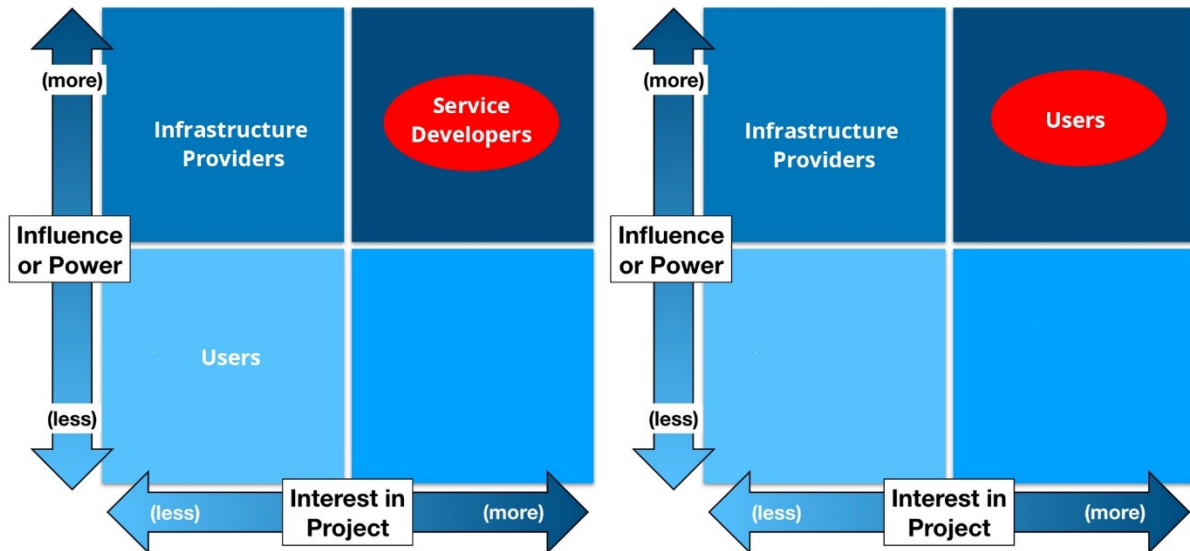 (more)
Infrastructure
Providers
Service
Developers
Influence
or Power
Users
(less)
(less)
Interest in
Project
(more)
(more)
Infrastructure
Providers
Users
Influence
or Power
(less)
(less)
Interest in
Project
(more)